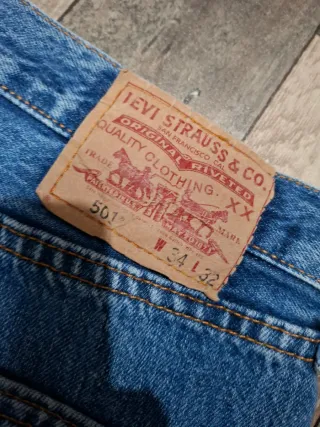 LEVI STRAUSS & CO.
SAN FRANCISCO CAL.
ORIGINAL RIVETED
QUALITY CLOTHING.
TRADE MARK
XX
501
W 34 L 32